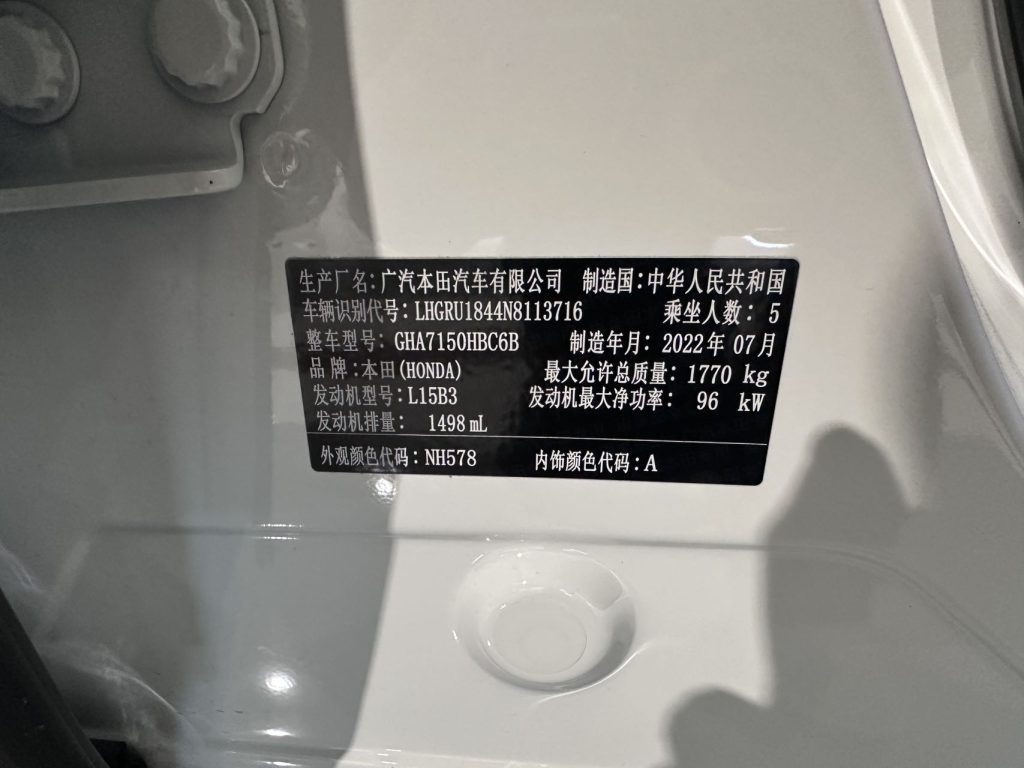 生产厂名:广汽本田汽车有限公司 制造国:中华人民共和国
车辆识别代号:LHGRU1844N8113716 乘坐人数: 5
整车型号: GHA7150HBC6B 制造年月: 2022年 07月
品 牌:本田(HONDA) 最大允许总质量: 1770 kg
发动机型号:L15B3 发动机最大净功率: 96 kW
发动机排量: 1498 mL
外观颜色代码:NH578 内饰颜色代码:A